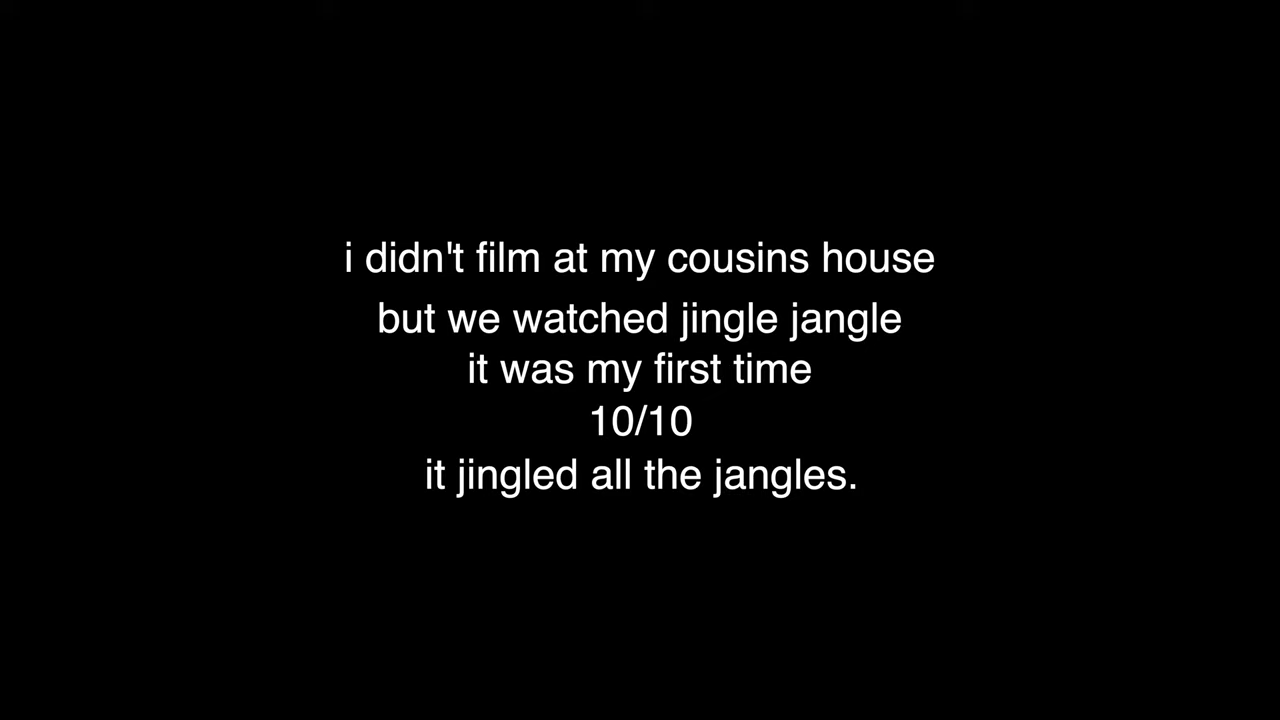 i didn't film at my cousins house
but we watched jingle jangle
it was my first time
10/10
it jingled all the jangles.